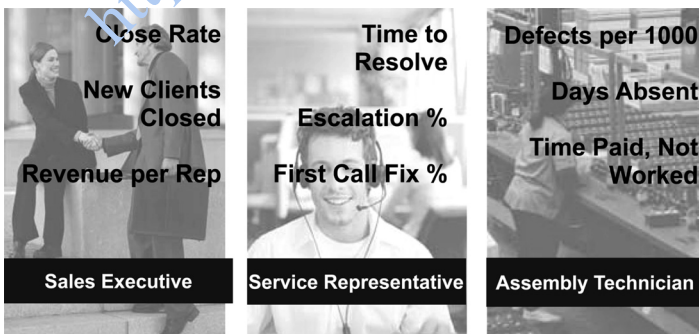 Close Rate
New Clients
Closed
Revenue per Rep
Sales Executive
Time to
Resolve
Escalation %
First Call Fix %
Service Representative
Defects per 1000
Days Absent
Time Paid, Not
Worked
Assembly Technician